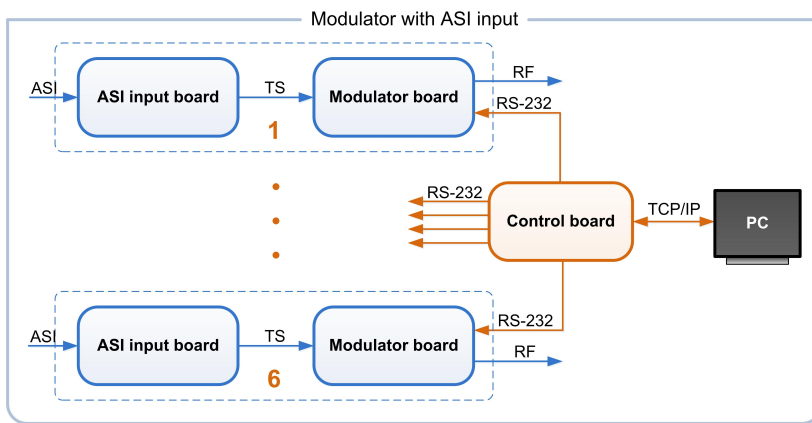 Modulator with ASI input
ASI
ASI input board
TS
Modulator board
RF
RS-232
1
RS-232
Control board
TCP/IP
PC
ASI
ASI input board
TS
Modulator board
RS-232
RF
6